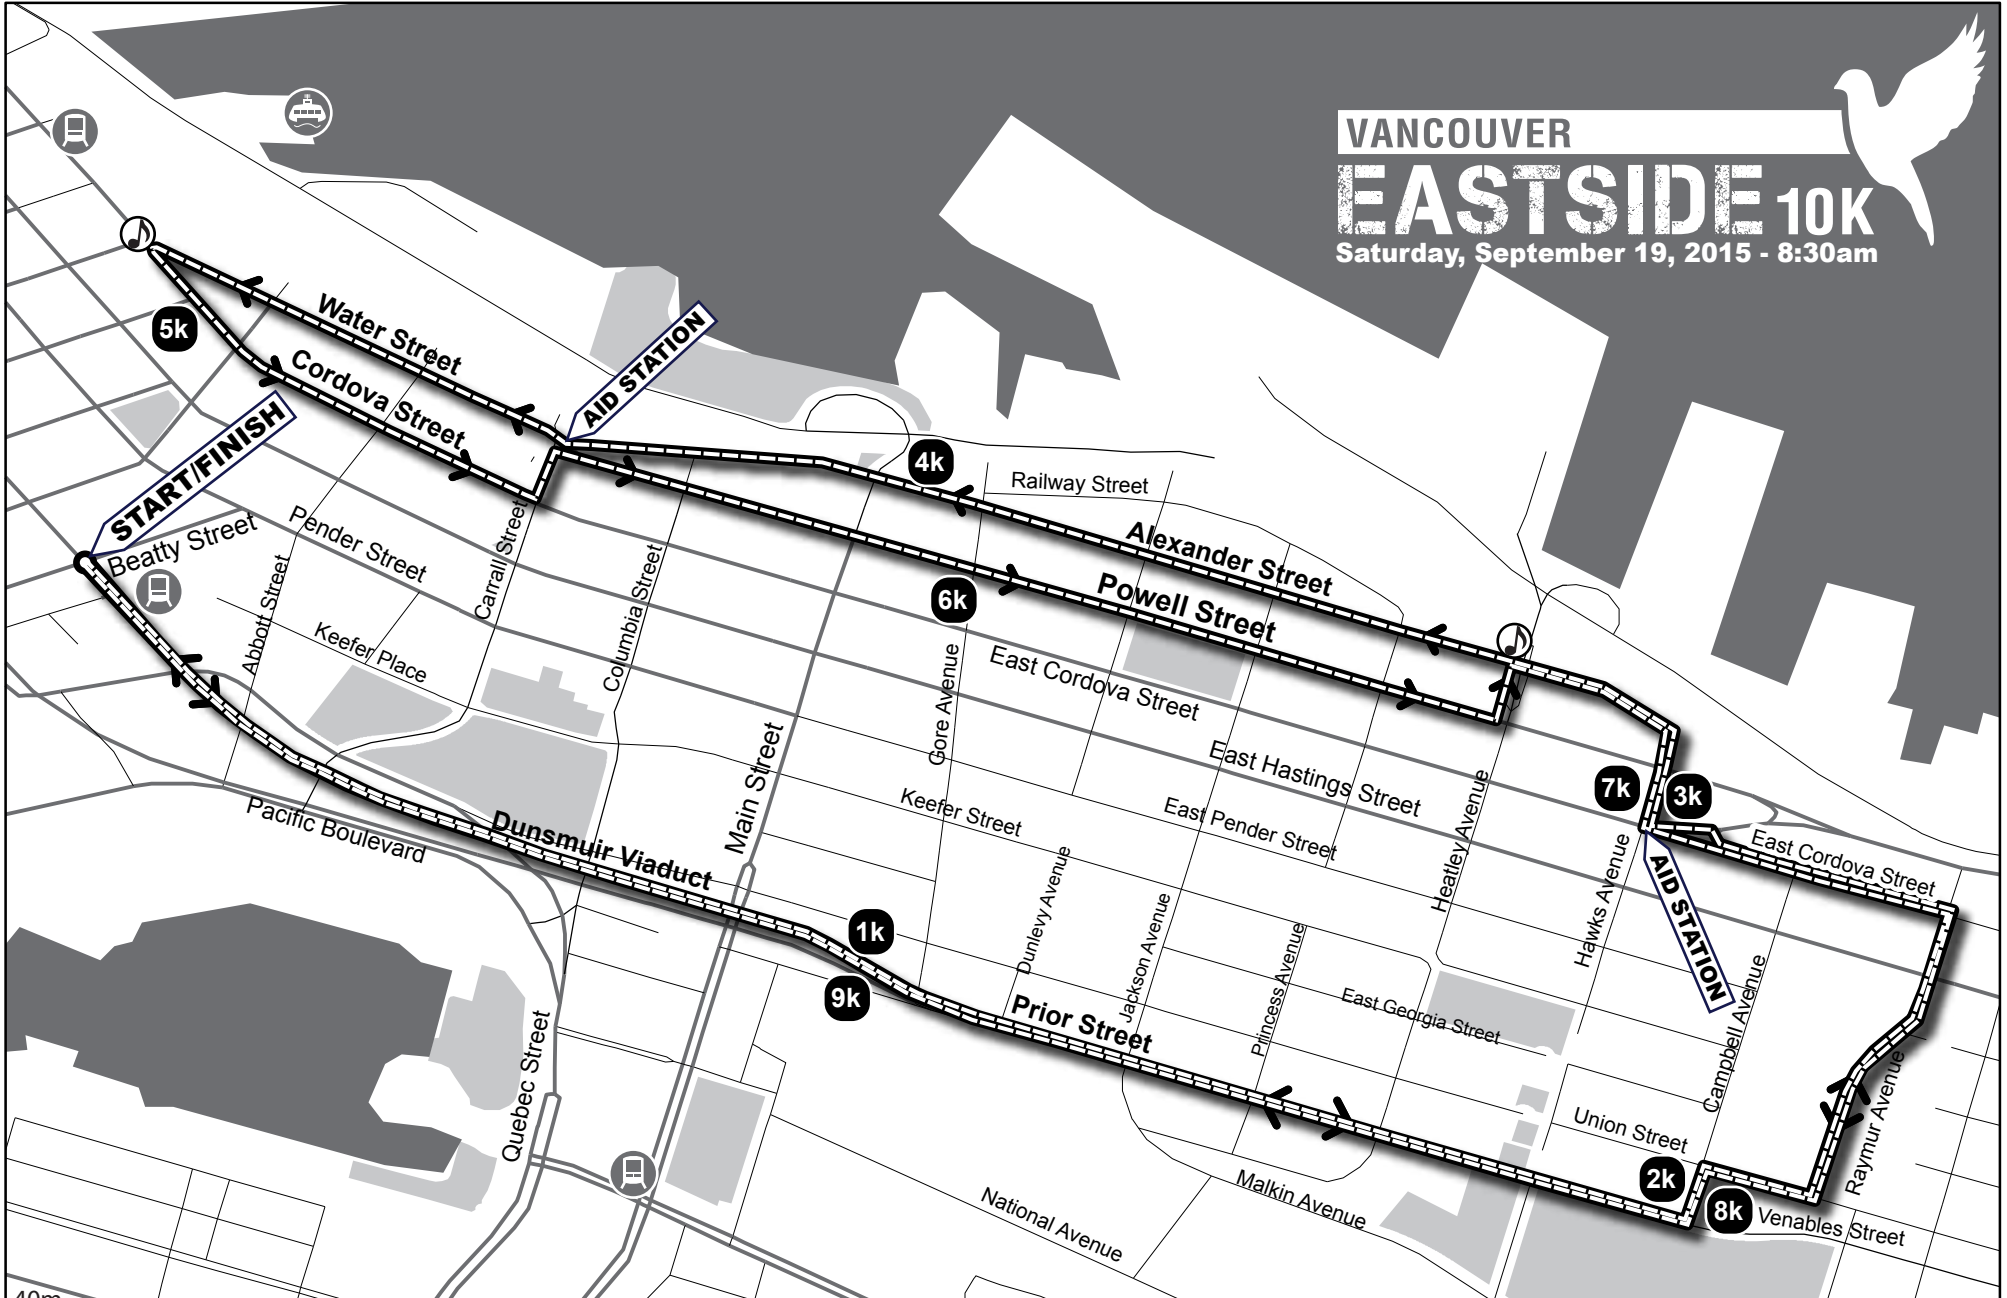 VANCOUVER
EASTSIDE 10K
Saturday, September 19, 2015 - 8:30am
5k
Water Street
Cordova Street
AID STATION
START/FINISH
Beatty Street
Pender Street
Abbott Street
Keefer Place
Carrall Street
Columbia Street
4k
Railway Street
Alexander Street
Powell Street
6k
East Cordova Street
Gore Avenue
Main Street
East Hastings Street
Keefer Street
East Pender Street
Heatley Avenue
7k
3k
East Cordova Street
AID STATION
Hawks Avenue
Pacific Boulevard
Dunsmuir Viaduct
1k
9k
Dunlevy Avenue
Jackson Avenue
Princess Avenue
East Georgia Street
Campbell Avenue
Prior Street
Quebec Street
Union Street
Raymur Avenue
2k
8k
Venables Street
Malkin Avenue
National Avenue